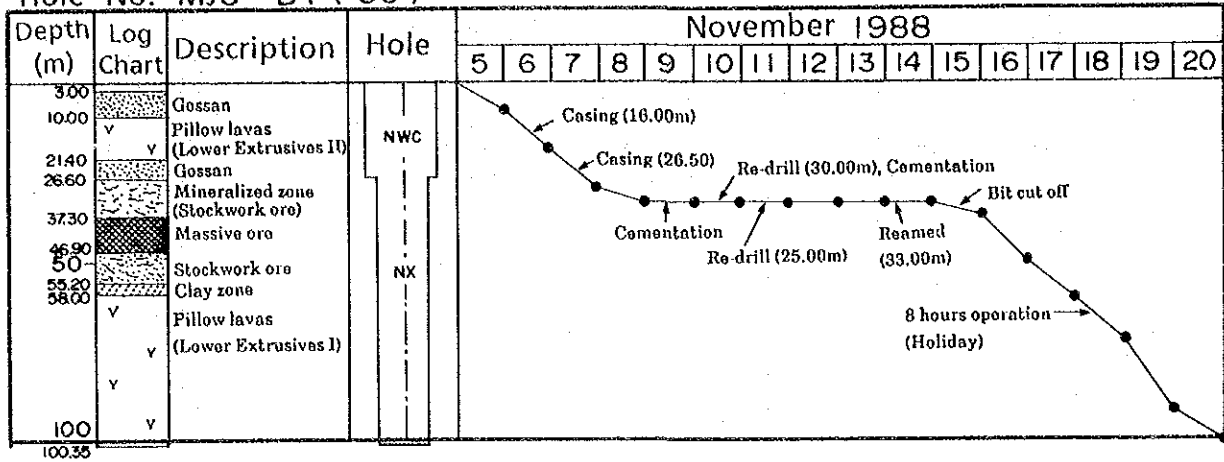 Depth (m)
Log Chart
Description
Hole
November 1988
5 6 7 8 9 10 11 12 13 14 15 16 17 18 19 20
3.00
Gossan
10.00
Pillow lavas
(Lower Extrusives II)
21.40
Gossan
26.60
Mineralized zone
(Stockwork ore)
37.30
Massive ore
46.90
50
Stockwork ore
55.20
Clay zone
58.00
Pillow lavas
(Lower Extrusives I)
100
100.35
v
v
v
v
v
v
NWC
NX
Casing (16.00m)
Casing (26.50)
Re-drill (30.00m), Cementation
Bit cut off
Cementation
Re-drill (25.00m)
Reamed
(33.00m)
8 hours operation
(Holiday)